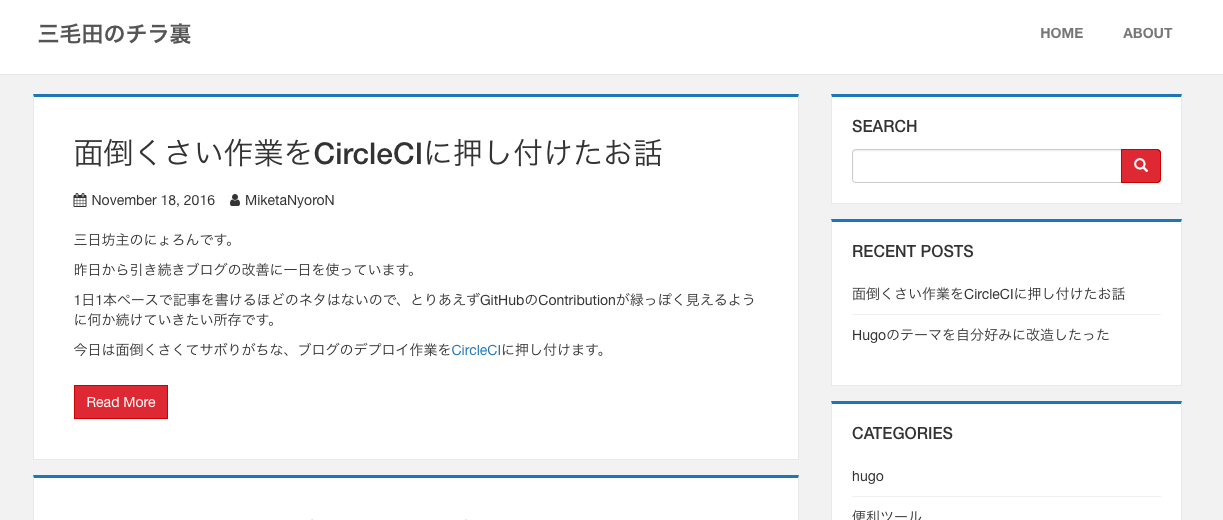 三毛田のチラ裏
HOME
ABOUT
面倒くさい作業をCircleCIに押し付けたお話
November 18, 2016
MiketaNyoroN
三日坊主のにょろんです。
昨日から引き続きブログの改善に一日を使っています。
1日1本ペースで記事を書けるほどのネタはないので、とりあえずGitHubのContributionが緑っぽく見えるよう
に何か続けていきたい所存です。
今日は面倒くさくてサボりがちな、ブログのデプロイ作業をCircleCIに押し付けます。
Read More
SEARCH
RECENT POSTS
面倒くさい作業をCircleCIに押し付けたお話
Hugoのテーマを自分好みに改造したった
CATEGORIES
hugo
便利ツール